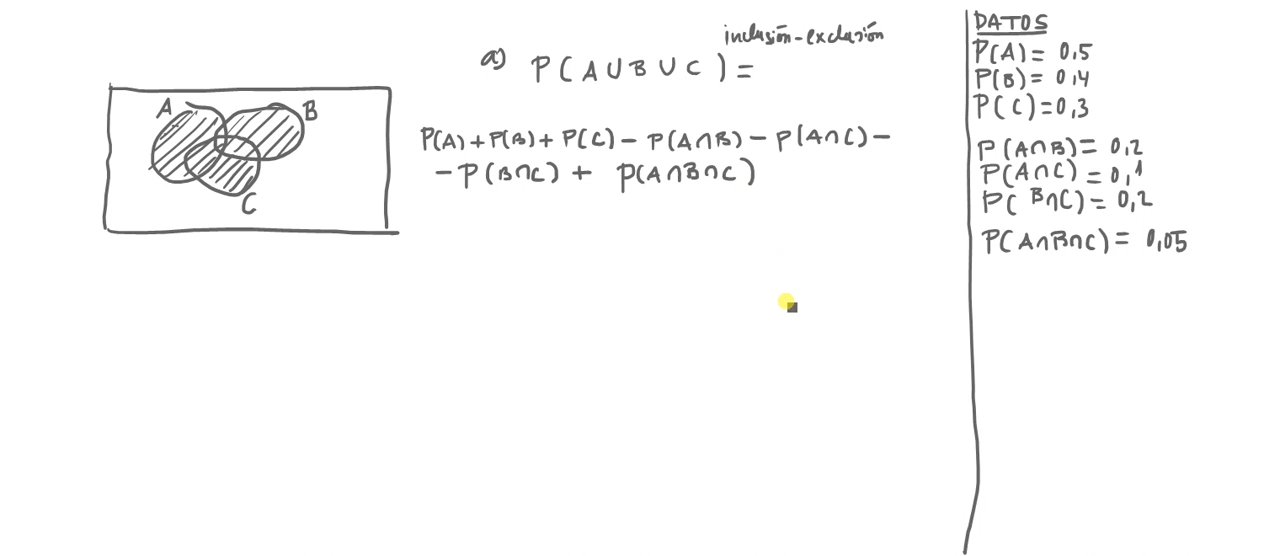 inclusión-exclusión
a) P(A∪B∪C)=
A
B
C
P(A)+P(B)+P(C)-P(A∩B)-P(A∩C)-
-P(B∩C)+P(A∩B∩C)
DATOS
P(A)=0,5
P(B)=0,4
P(C)=0,3
P(A∩B)=0,2
P(A∩C)=0,1
P(B∩C)=0,2
P(A∩B∩C)=0,05